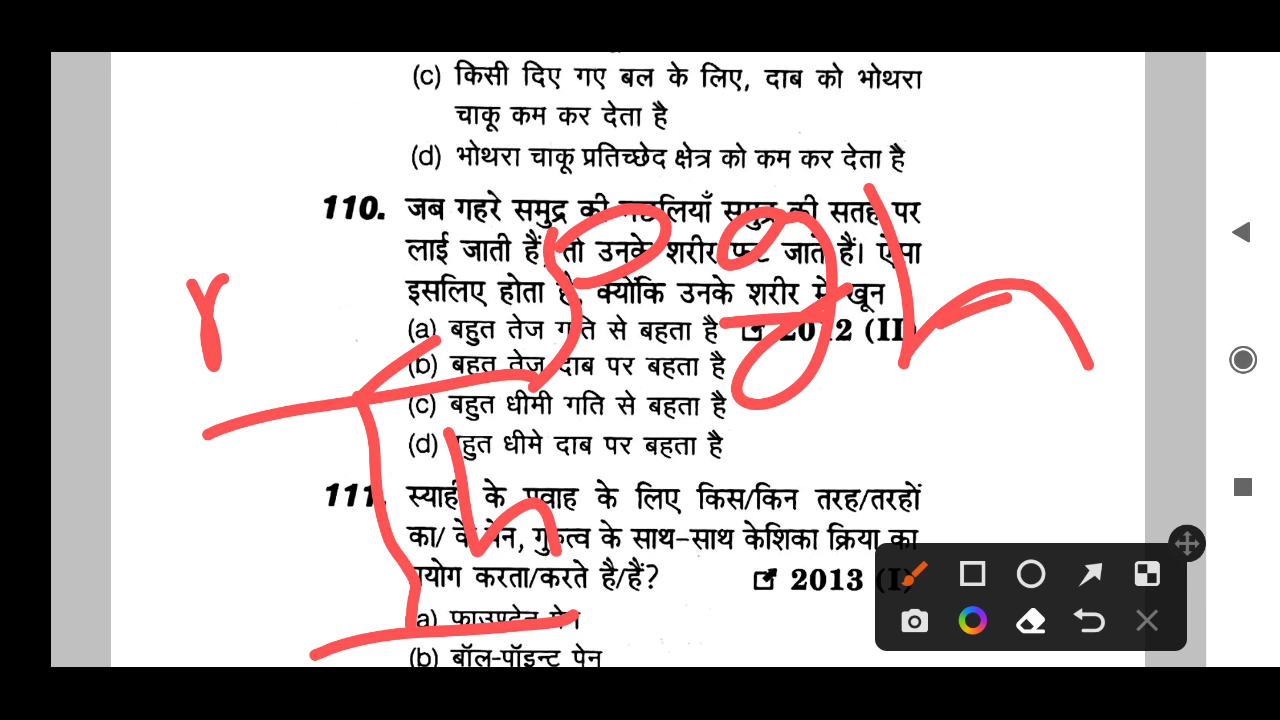 (c) किसी दिए गए बल के लिए, दाब को भोथरा
चाकू कम कर देता है
(d) भोथरा चाकू प्रतिच्छेद क्षेत्र को कम कर देता है
110. जब गहरे समुद्र की मछलियाँ समुद्र की सतह पर
लाई जाती हैं, तो उनके शरीर फट जाते हैं। ऐसा
इसलिए होता है, क्योंकि उनके शरीर में खून
(a) बहुत तेज गति से बहता है 2012 (II)
(b) बहुत तेज दाब पर बहता है
(c) बहुत धीमी गति से बहता है
(d) बहुत धीमे दाब पर बहता है
111. स्याही के प्रवाह के लिए किस/किन तरह/तरहों
का/ के पेन, गुरुत्व के साथ-साथ केशिका क्रिया का
प्रयोग करता/करते है/हैं? 2013 (I)
(a) फाउण्टेन पेन
(b) बॉल-पॉइन्ट पेन
h